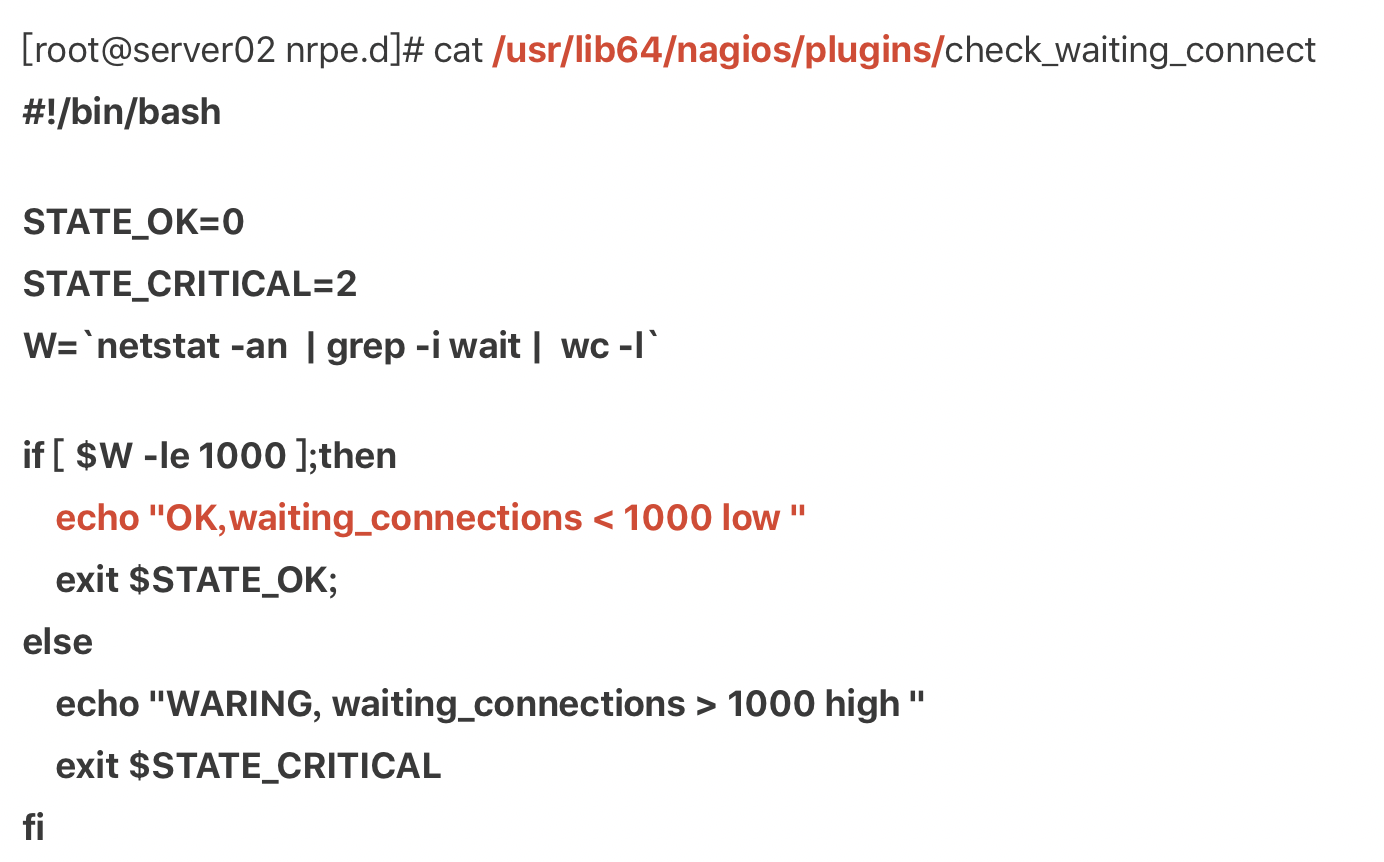 [root@server02 nrpe.d]# cat /usr/lib64/nagios/plugins/check_waiting_connect
#!/bin/bash
STATE_OK=0
STATE_CRITICAL=2
W=`netstat -an  | grep -i wait |  wc -l`
if [ $W -le 1000 ];then
echo "OK,waiting_connections < 1000 low "
exit $STATE_OK;
else
echo "WARING, waiting_connections > 1000 high "
exit $STATE_CRITICAL
fi